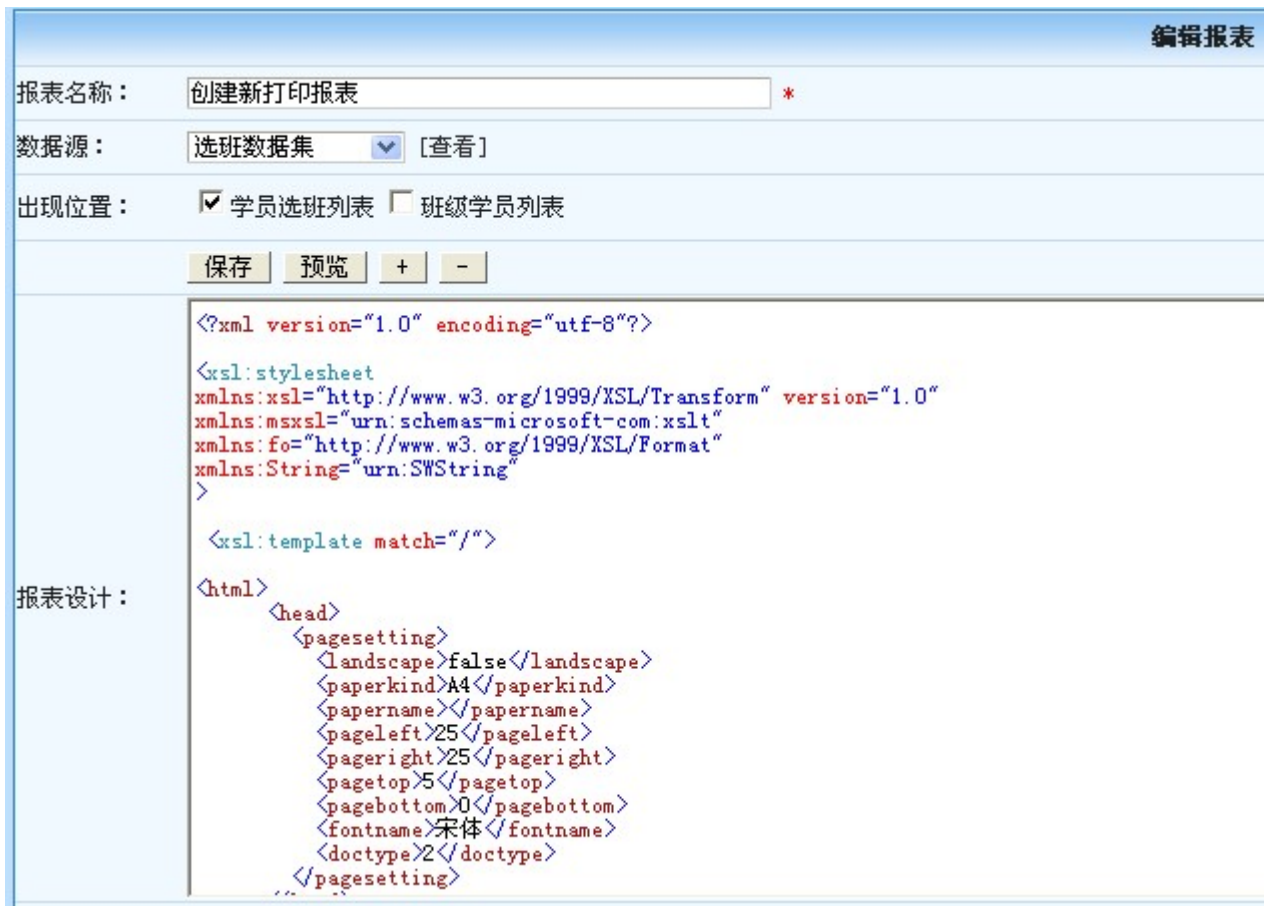 编辑报表
报表名称： 创建新打印报表 *
数据源： 选班数据集 [查看]
出现位置： 学员选班列表 班级学员列表
保存 预览 + -
报表设计：
<?xml version="1.0" encoding="utf-8"?>
<xsl:stylesheet
xmlns:xsl="http://www.w3.org/1999/XSL/Transform" version="1.0"
xmlns:msxsl="urn:schemas-microsoft-com:xslt"
xmlns:fo="http://www.w3.org/1999/XSL/Format"
xmlns:String="urn:SWString"
>
<xsl:template match="/">
<html>
<head>
<pagesetting>
<landscape>false</landscape>
<paperkind>A4</paperkind>
<papername></papername>
<pageleft>25</pageleft>
<pageright>25</pageright>
<pagetop>5</pagetop>
<pagebottom>0</pagebottom>
<fontname>宋体</fontname>
<doctype>2</doctype>
</pagesetting>